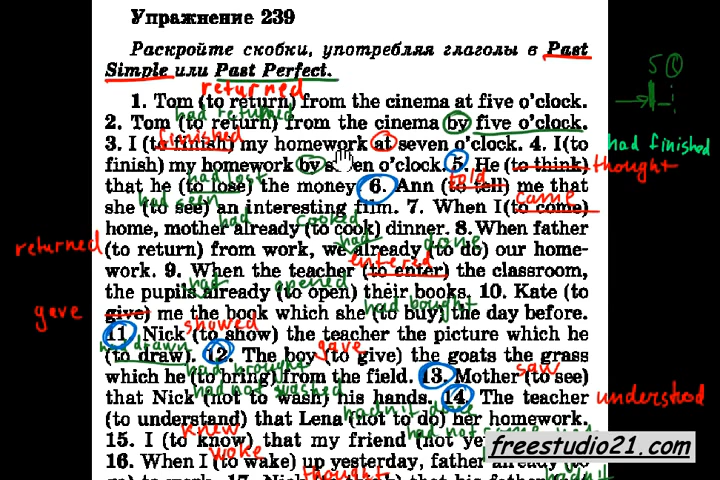 Упражнение 239
Раскройте скобки, употребляя глаголы в Past
Simple или Past Perfect.
returned
1. Tom (to return) from the cinema at five o'clock.
had returned
2. Tom (to return) from the cinema by five o'clock.
finished
3. I (to finish) my homework at seven o'clock. 4. I(to had finished
finish) my homework by s en o'clock. 5. He (to think) thought
had lost told
that he (to lose) the money. 6. Ann (to tell) me that
had seen came
she (to see) an interesting film. 7. When I(to come)
had cooked
home, mother already (to cook) dinner. 8. When father
returned had done
(to return) from work, we already (to do) our home-
entered
work. 9. When the teacher (to enter) the classroom,
had opened
the pupils already (to open) their books. 10. Kate (to
gave had bought
give) me the book which she (to buy) the day before.
showed
11. Nick (to show) the teacher the picture which he
had drawn gave
(to draw). 12. The boy (to give) the goats the grass
had brought saw
which he (to bring) from the field. 13. Mother (to see)
had not washed
that Nick (not to wash) his hands. 14. The teacher understood
hadn't done
(to understand) that Lena (not to do) her homework.
knew had not
15. I (to know) that my friend (not ye
woke
16. When I (to wake) up yesterday, father already
thought hadn't
freestudio21.com